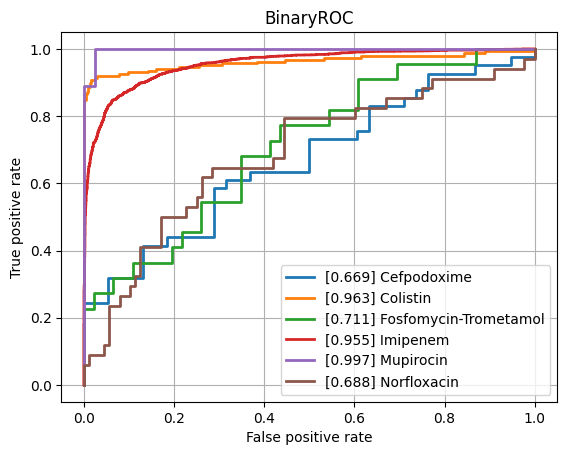 BinaryROC
True positive rate
1.0
0.8
0.6
0.4
0.2
0.0
[0.669] Cefpodoxime
[0.963] Colistin
[0.711] Fosfomycin-Trometamol
[0.955] Imipenem
[0.997] Mupirocin
[0.688] Norfloxacin
0.0 0.2 0.4 0.6 0.8 1.0
False positive rate